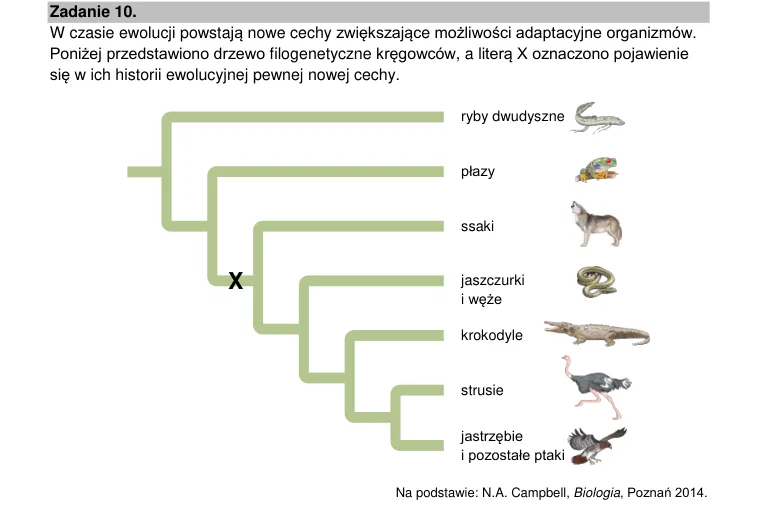 Zadanie 10.
W czasie ewolucji powstają nowe cechy zwiększające możliwości adaptacyjne organizmów.
Poniżej przedstawiono drzewo filogenetyczne kręgowców, a literą X oznaczono pojawienie
się w ich historii ewolucyjnej pewnej nowej cechy.
ryby dwudyszne
płazy
ssaki
X
jaszczurki
i węże
krokodyle
strusie
jastrzębie
i pozostałe ptaki
Na podstawie: N.A. Campbell, Biologia, Poznań 2014.